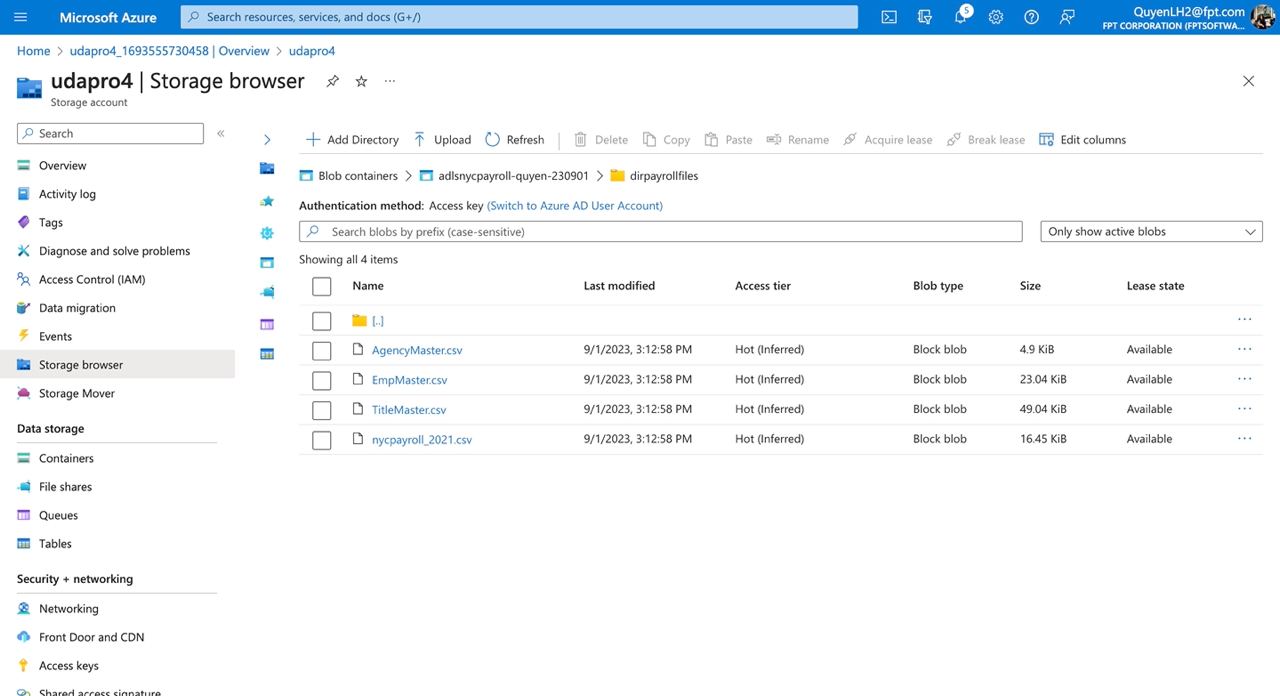 Microsoft Azure
Search resources, services, and docs (G+/)
5
QuyenLH2@fpt.com
FPT CORPORATION (FPTSOFTWA...
Home > udapro4_1693555730458 | Overview > udapro4
udapro4 | Storage browser
...
Storage account
Search
«
Overview
Activity log
Tags
Diagnose and solve problems
Access Control (IAM)
Data migration
Events
Storage browser
Storage Mover
Data storage
Containers
File shares
Queues
Tables
Security + networking
Networking
Front Door and CDN
Access keys
Shared access signature
Add Directory Upload Refresh Delete Copy Paste Rename Acquire lease Break lease Edit columns
Blob containers > adlsnycpayroll-quyen-230901 > dirpayrollfiles
Authentication method: Access key (Switch to Azure AD User Account)
Search blobs by prefix (case-sensitive)
Only show active blobs
Showing all 4 items
Name Last modified Access tier Blob type Size Lease state
[..] ...
AgencyMaster.csv 9/1/2023, 3:12:58 PM Hot (Inferred) Block blob 4.9 KiB Available ...
EmpMaster.csv 9/1/2023, 3:12:58 PM Hot (Inferred) Block blob 23.04 KiB Available ...
TitleMaster.csv 9/1/2023, 3:12:58 PM Hot (Inferred) Block blob 49.04 KiB Available ...
nycpayroll_2021.csv 9/1/2023, 3:12:58 PM Hot (Inferred) Block blob 16.45 KiB Available ...